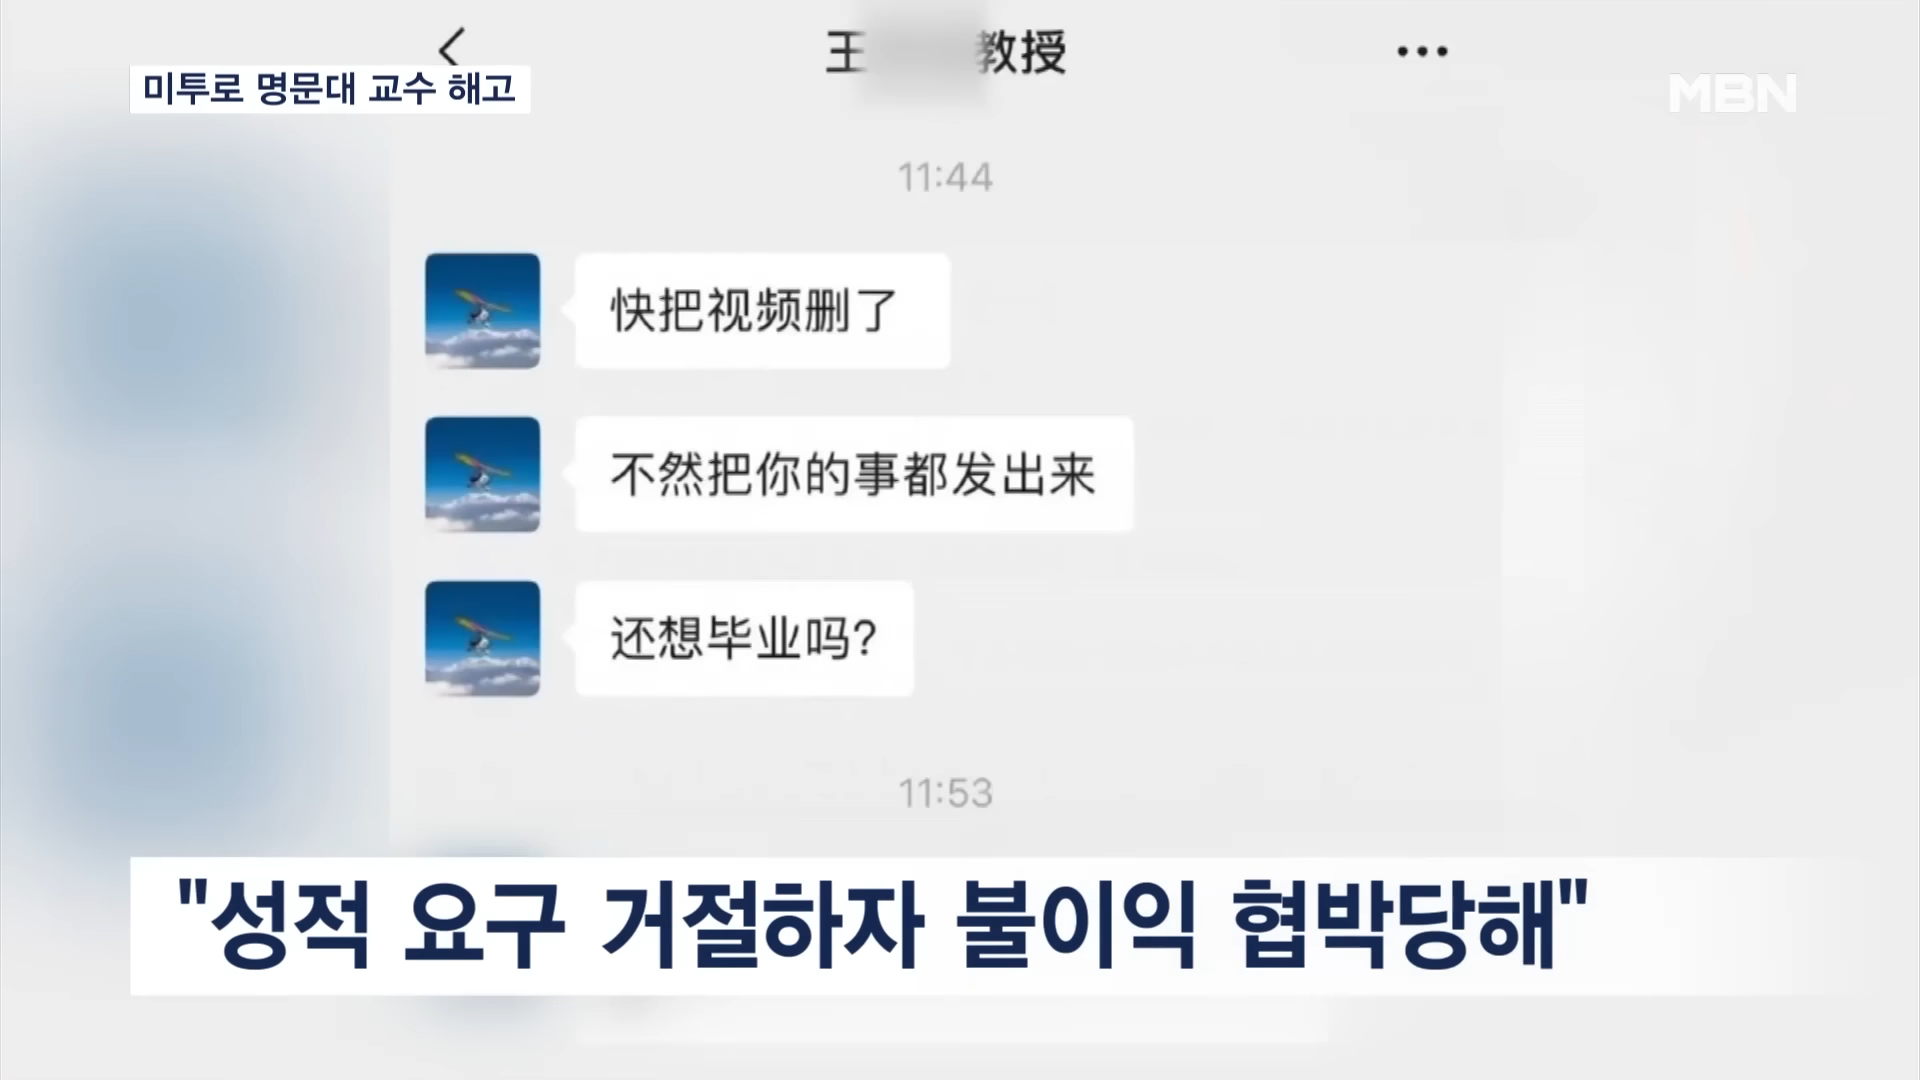 王 教授
미투로 명문대 교수 해고
MBN
11:44
快把视频删了
不然把你的事都发出来
还想毕业吗?
11:53
"성적 요구 거절하자 불이익 협박당해"